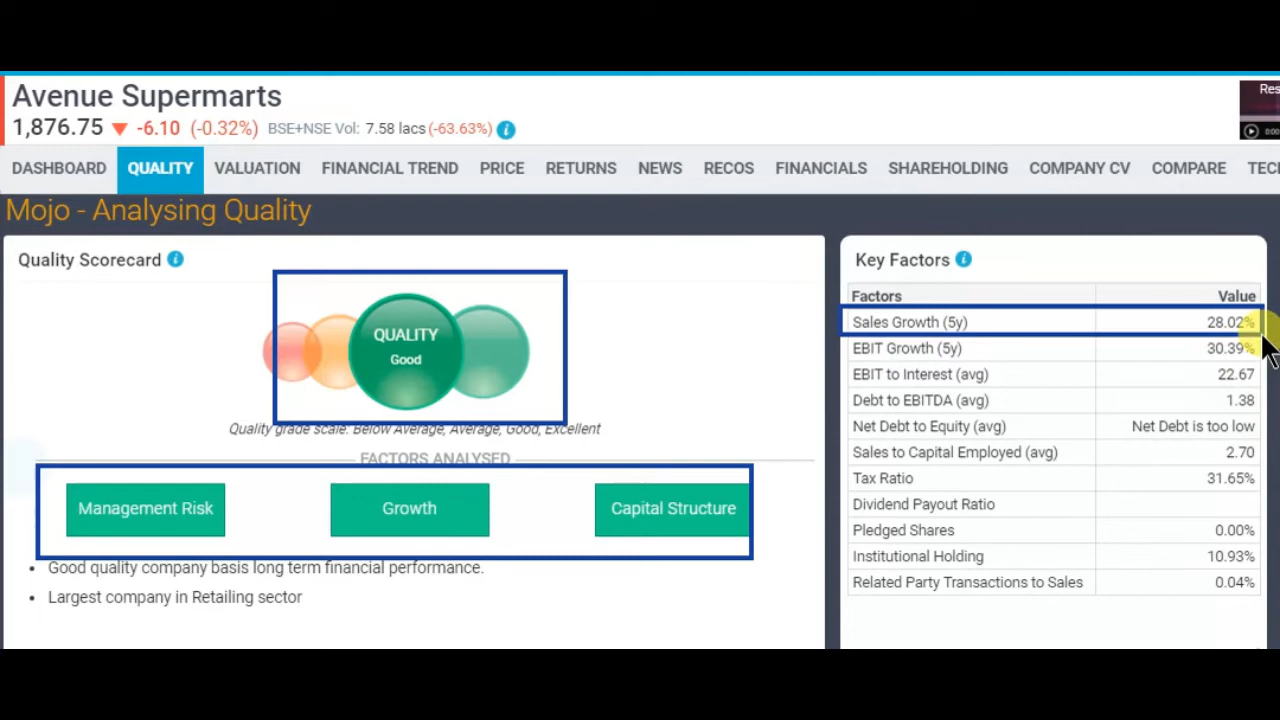 Avenue Supermarts
Res
1,876.75 ▼ -6.10 (-0.32%) BSE+NSE Vol: 7.58 lacs (-63.63%) i
DASHBOARD QUALITY VALUATION FINANCIAL TREND PRICE RETURNS NEWS RECOS FINANCIALS SHAREHOLDING COMPANY CV COMPARE TECH
Mojo - Analysing Quality
Quality Scorecard i
QUALITY
Good
Quality grade scale: Below Average, Average, Good, Excellent
FACTORS ANALYSED
Management Risk Growth Capital Structure
• Good quality company basis long term financial performance.
• Largest company in Retailing sector
Key Factors i
Factors Value
Sales Growth (5y) 28.02%
EBIT Growth (5y) 30.39%
EBIT to Interest (avg) 22.67
Debt to EBITDA (avg) 1.38
Net Debt to Equity (avg) Net Debt is too low
Sales to Capital Employed (avg) 2.70
Tax Ratio 31.65%
Dividend Payout Ratio
Pledged Shares 0.00%
Institutional Holding 10.93%
Related Party Transactions to Sales 0.04%